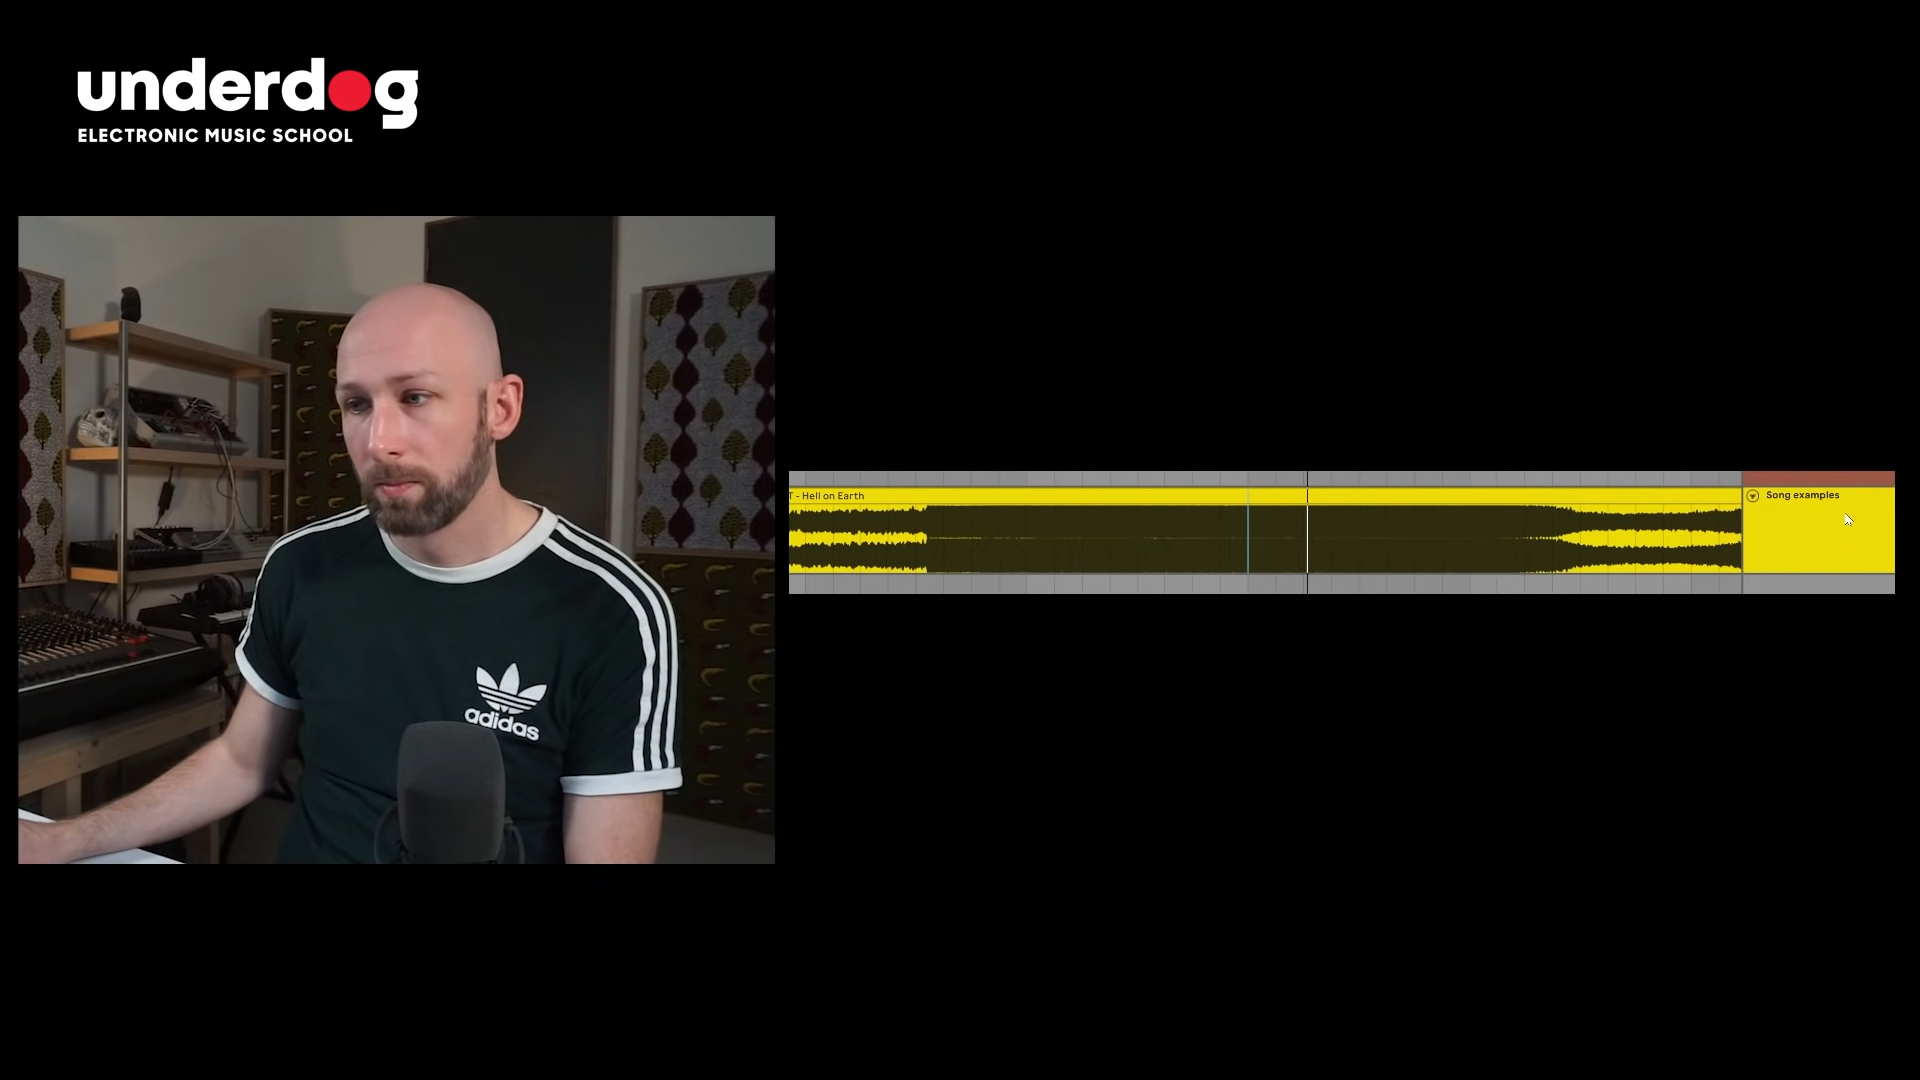 underdog
ELECTRONIC MUSIC SCHOOL
T - Hell on Earth
Song examples
adidas